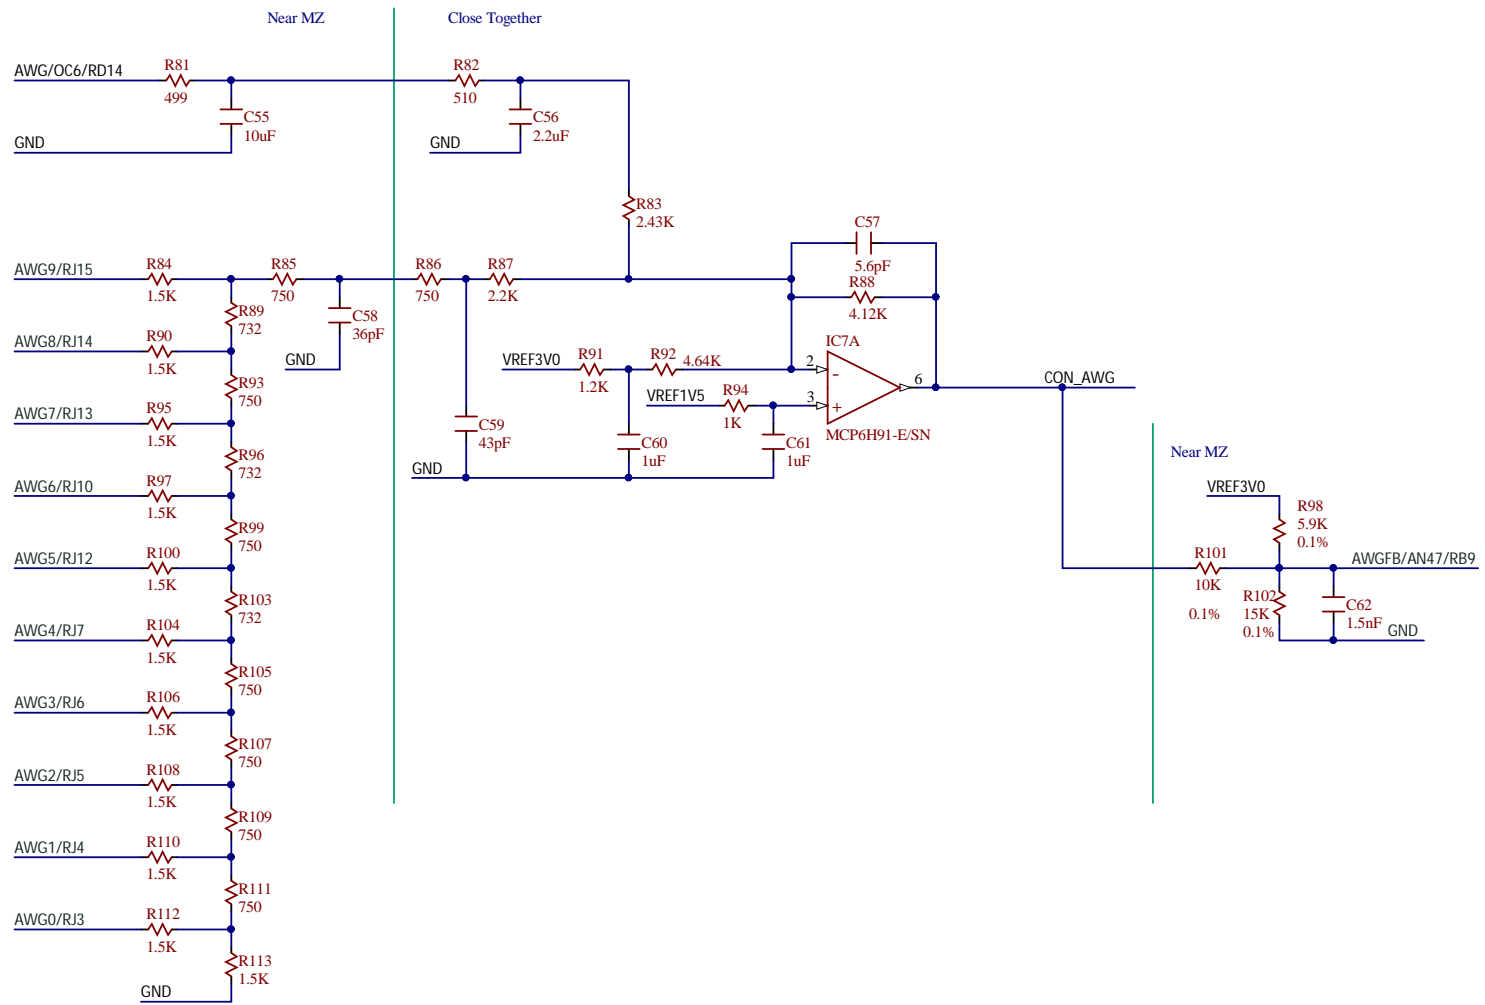 Near MZ
Close Together
AWG/OC6/RD14
R81
499
C55
10uF
GND
R82
510
C56
2.2uF
GND
R83
2.43K
AWG9/RJ15
R84
1.5K
R85
750
R86
750
R87
2.2K
C57
5.6pF
R88
4.12K
R89
732
C58
36pF
GND
AWG8/RJ14
R90
1.5K
VREF3V0
R91
1.2K
R92
4.64K
IC7A
2
-
3
+
6
MCP6H91-E/SN
CON_AWG
R93
750
VREF1V5
R94
1K
AWG7/RJ13
R95
1.5K
C59
43pF
C60
1uF
C61
1uF
GND
R96
732
Near MZ
VREF3V0
R98
5.9K
0.1%
AWG6/RJ10
R97
1.5K
R99
750
AWG5/RJ12
R100
1.5K
R101
10K
0.1%
AWGFB/AN47/RB9
R102
15K
0.1%
C62
1.5nF
GND
R103
732
AWG4/RJ7
R104
1.5K
R105
750
AWG3/RJ6
R106
1.5K
R107
750
AWG2/RJ5
R108
1.5K
R109
750
AWG1/RJ4
R110
1.5K
R111
750
AWG0/RJ3
R112
1.5K
R113
1.5K
GND